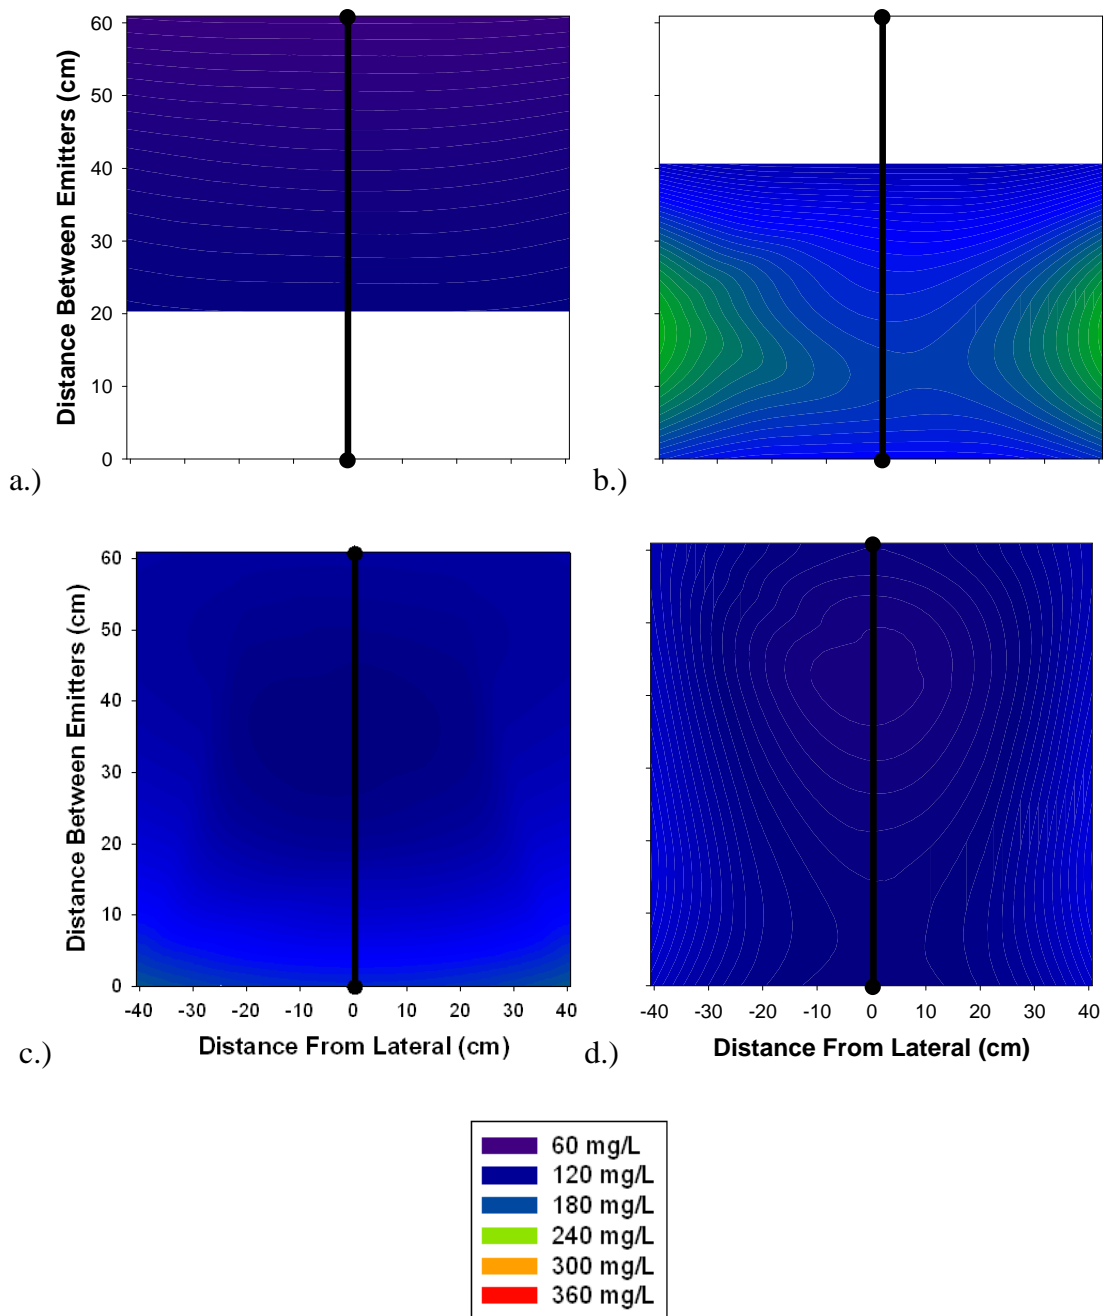 60
50
40
30
20
10
0
Distance Between Emitters (cm)
a.)
b.)
60
50
40
30
20
10
0
Distance Between Emitters (cm)
-40 -30 -20 -10 0 10 20 30 40
Distance From Lateral (cm)
c.)
-40 -30 -20 -10 0 10 20 30 40
Distance From Lateral (cm)
d.)
60 mg/L
120 mg/L
180 mg/L
240 mg/L
300 mg/L
360 mg/L